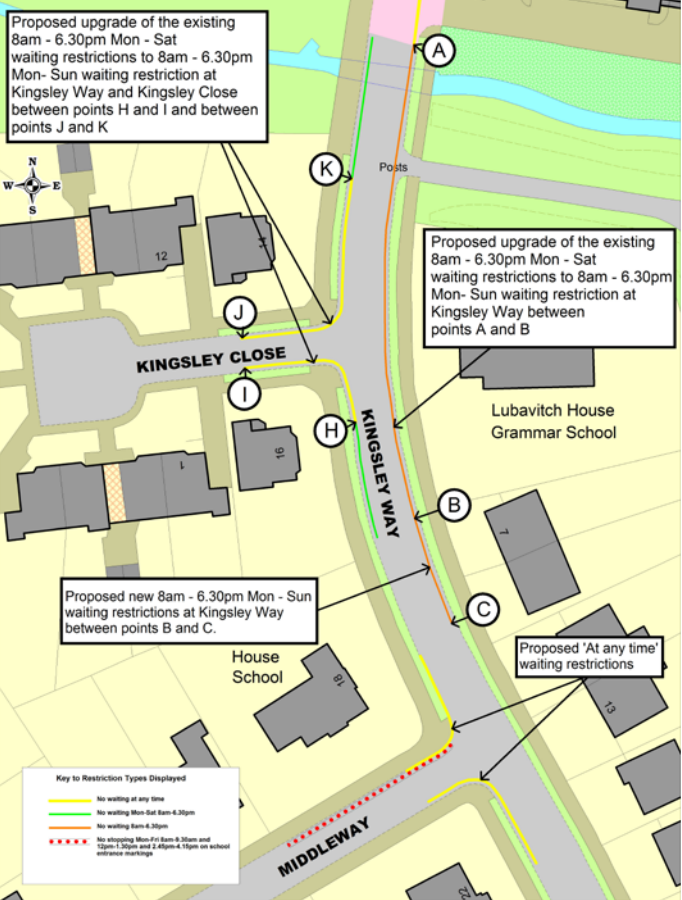 Proposed upgrade of the existing
8am - 6.30pm Mon - Sat
waiting restrictions to 8am - 6.30pm
Mon- Sun waiting restriction at
Kingsley Way and Kingsley Close
between points H and I and between
points J and K
A
K
Posts
N
W E
S
12
14
Proposed upgrade of the existing
8am - 6.30pm Mon - Sat
waiting restrictions to 8am - 6.30pm
Mon- Sun waiting restriction at
Kingsley Way between
points A and B
J
KINGSLEY CLOSE
I
Lubavitch House
Grammar School
H
KINGSLEY WAY
16
1
B
7
Proposed new 8am - 6.30pm Mon - Sun
waiting restrictions at Kingsley Way
between points B and C.
C
House
School
Proposed 'At any time'
waiting restrictions
18
13
Key to Restriction Types Displayed
No waiting at any time
No waiting Mon-Sat 8am-6.30pm
No waiting 8am-6.30pm
No stopping Mon-Fri 8am-9.30am and
12pm-1.30pm and 2.45pm-4.15pm on school
entrance markings
MIDDLEWAY
22